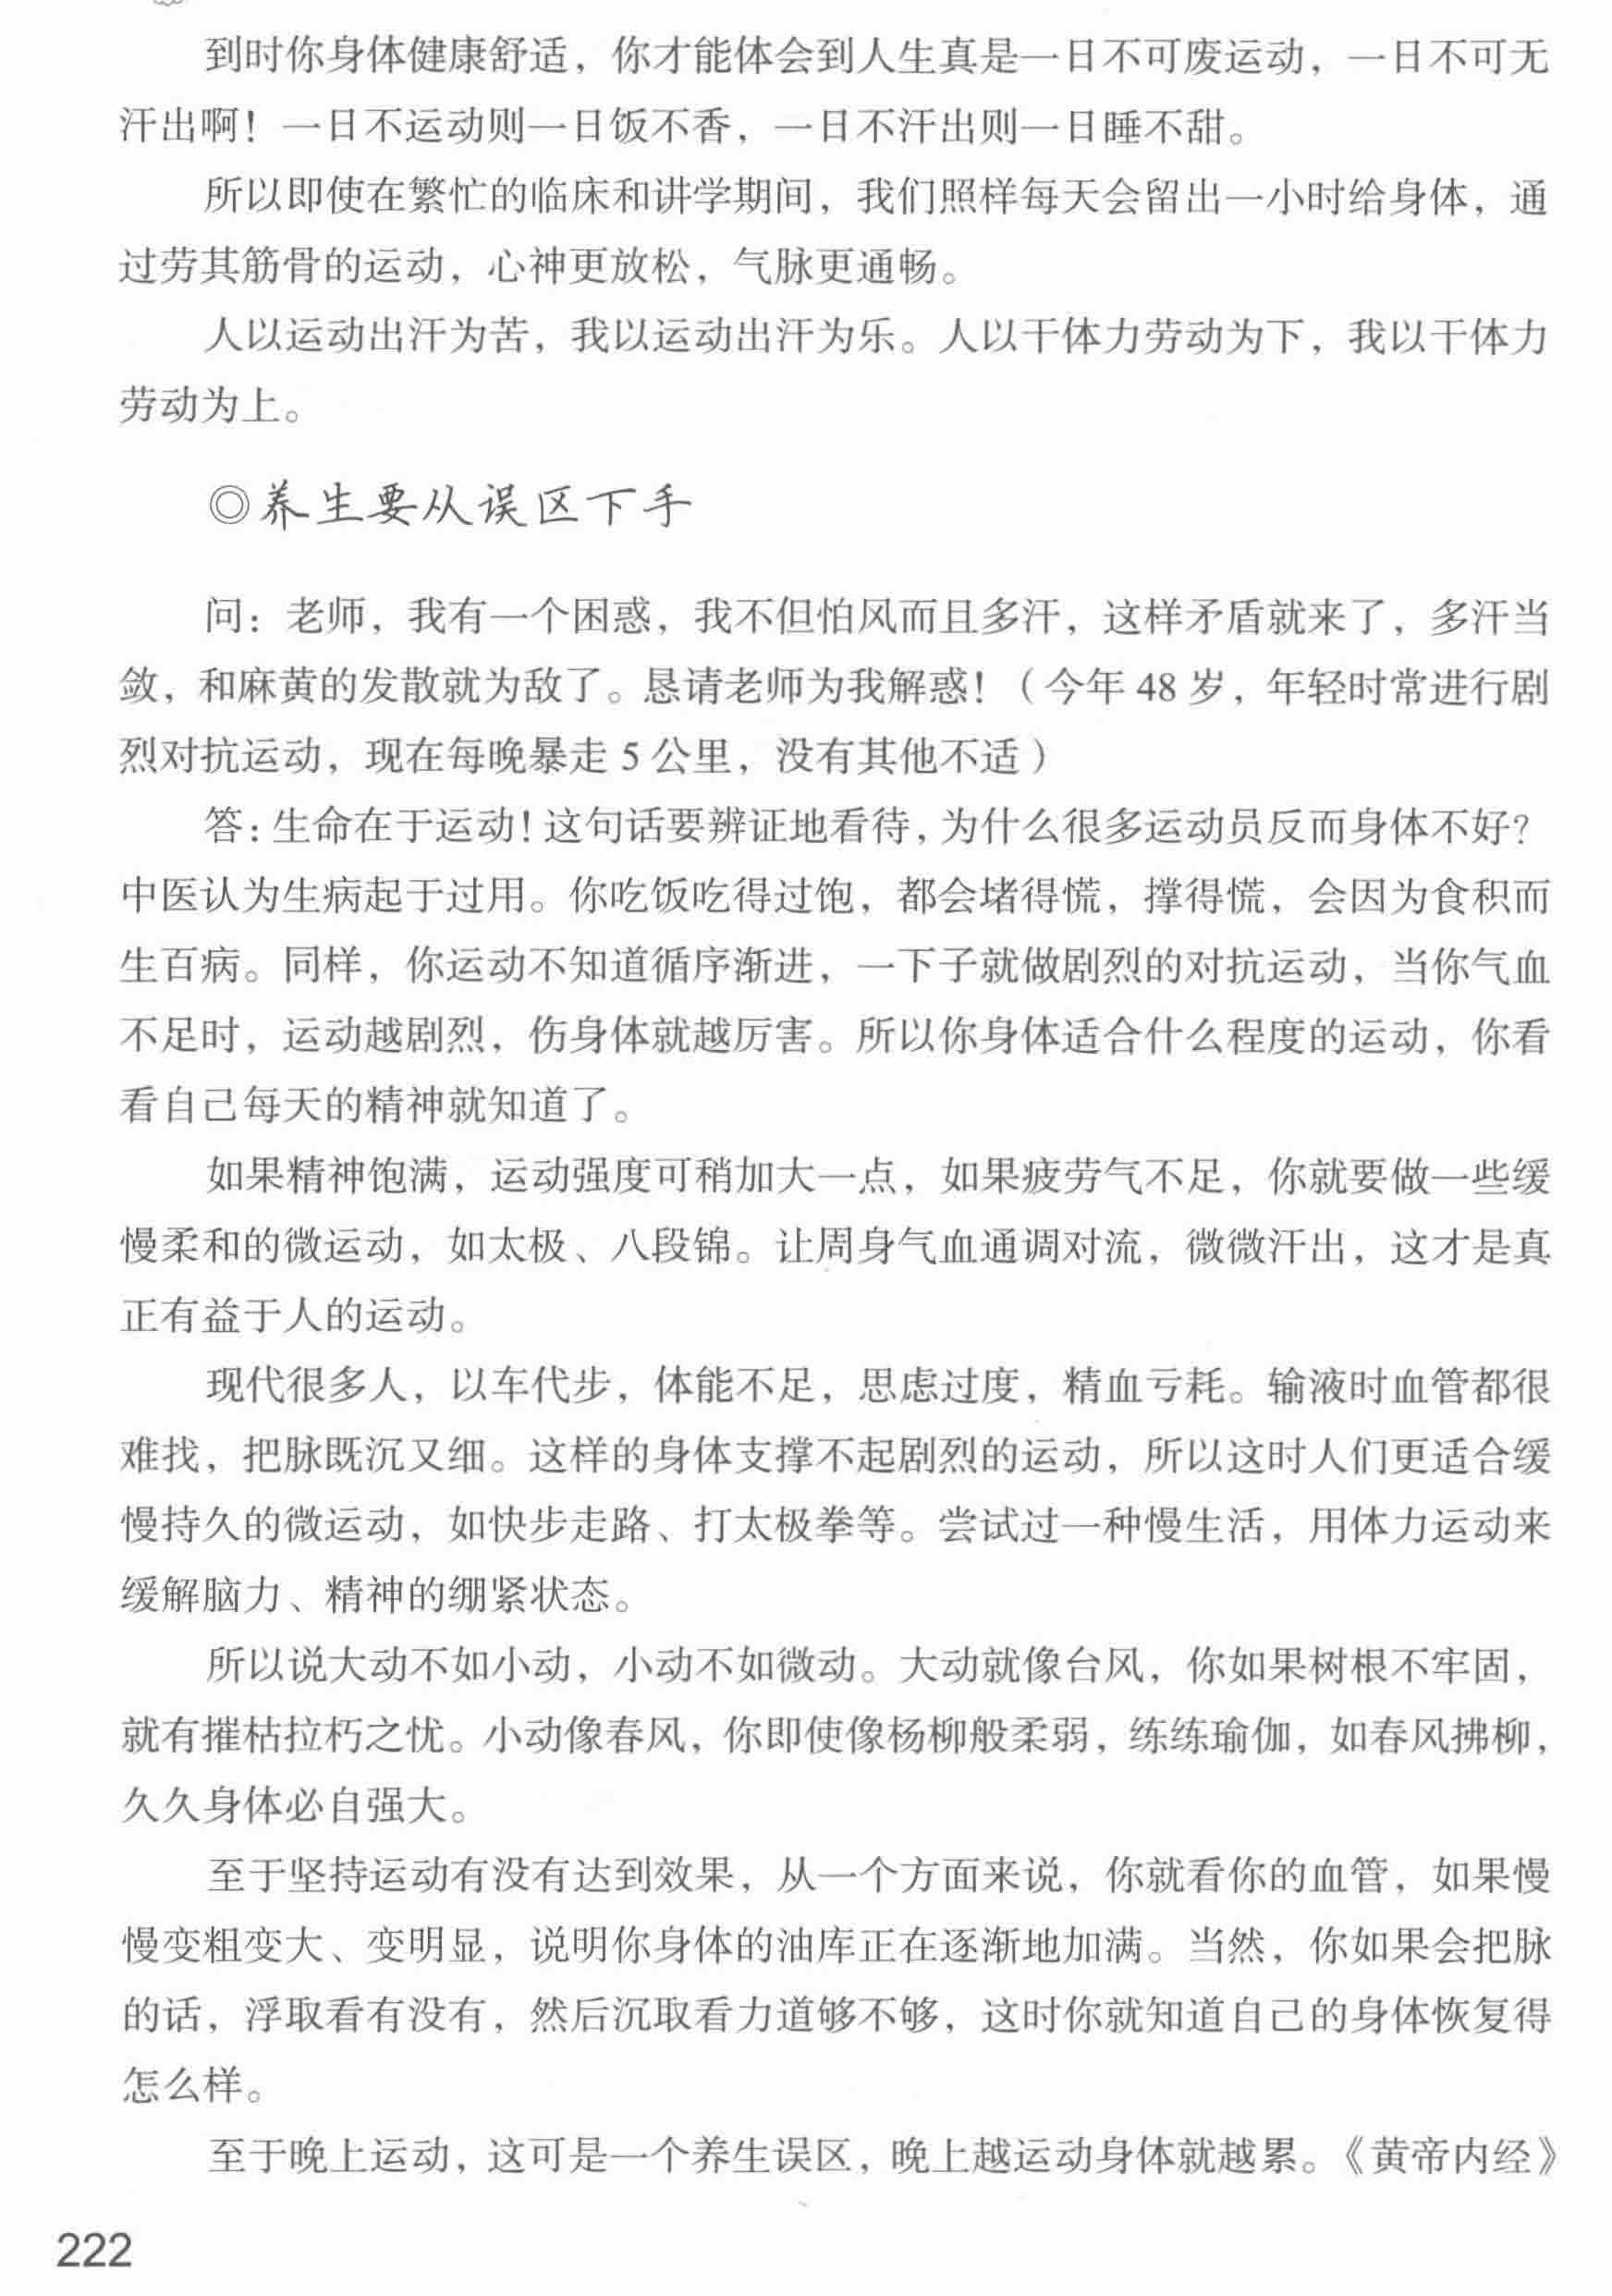 到时你身体健康舒适，你才能体会到人生真是一日不可废运动，一日不可无
汗出啊！一日不运动则一日饭不香，一日不汗出则一日睡不甜。
所以即使在繁忙的临床和讲学期间，我们照样每天会留出一小时给身体，通
过劳其筋骨的运动，心神更放松，气脉更通畅。
人以运动出汗为苦，我以运动出汗为乐。人以干体力劳动为下，我以干体力
劳动为上。
◎养生要从误区下手
问：老师，我有一个困惑，我不但怕风而且多汗，这样矛盾就来了，多汗当
敛，和麻黄的发散就为敌了。恳请老师为我解惑！（今年 48 岁，年轻时常进行剧
烈对抗运动，现在每晚暴走 5 公里，没有其他不适）
答：生命在于运动！这句话要辨证地看待，为什么很多运动员反而身体不好？
中医认为生病起于过用。你吃饭吃得过饱，都会堵得慌，撑得慌，会因为食积而
生百病。同样，你运动不知道循序渐进，一下子就做剧烈的对抗运动，当你气血
不足时，运动越剧烈，伤身体就越厉害。所以你身体适合什么程度的运动，你看
看自己每天的精神就知道了。
如果精神饱满，运动强度可稍加大一点，如果疲劳气不足，你就要做一些缓
慢柔和的微运动，如太极、八段锦。让周身气血通调对流，微微汗出，这才是真
正有益于人的运动。
现代很多人，以车代步，体能不足，思虑过度，精血亏耗。输液时血管都很
难找，把脉既沉又细。这样的身体支撑不起剧烈的运动，所以这时人们更适合缓
慢持久的微运动，如快步走路、打太极拳等。尝试过一种慢生活，用体力运动来
缓解脑力、精神的绷紧状态。
所以说大动不如小动，小动不如微动。大动就像台风，你如果树根不牢固，
就有摧枯拉朽之忧。小动像春风，你即使像杨柳般柔弱，练练瑜伽，如春风拂柳，
久久身体必自强大。
至于坚持运动有没有达到效果，从一个方面来说，你就看你的血管，如果慢
慢变粗变大、变明显，说明你身体的油库正在逐渐地加满。当然，你如果会把脉
的话，浮取看有没有，然后沉取看力道够不够，这时你就知道自己的身体恢复得
怎么样。
至于晚上运动，这可是一个养生误区，晚上越运动身体就越累。《黄帝内经》
222